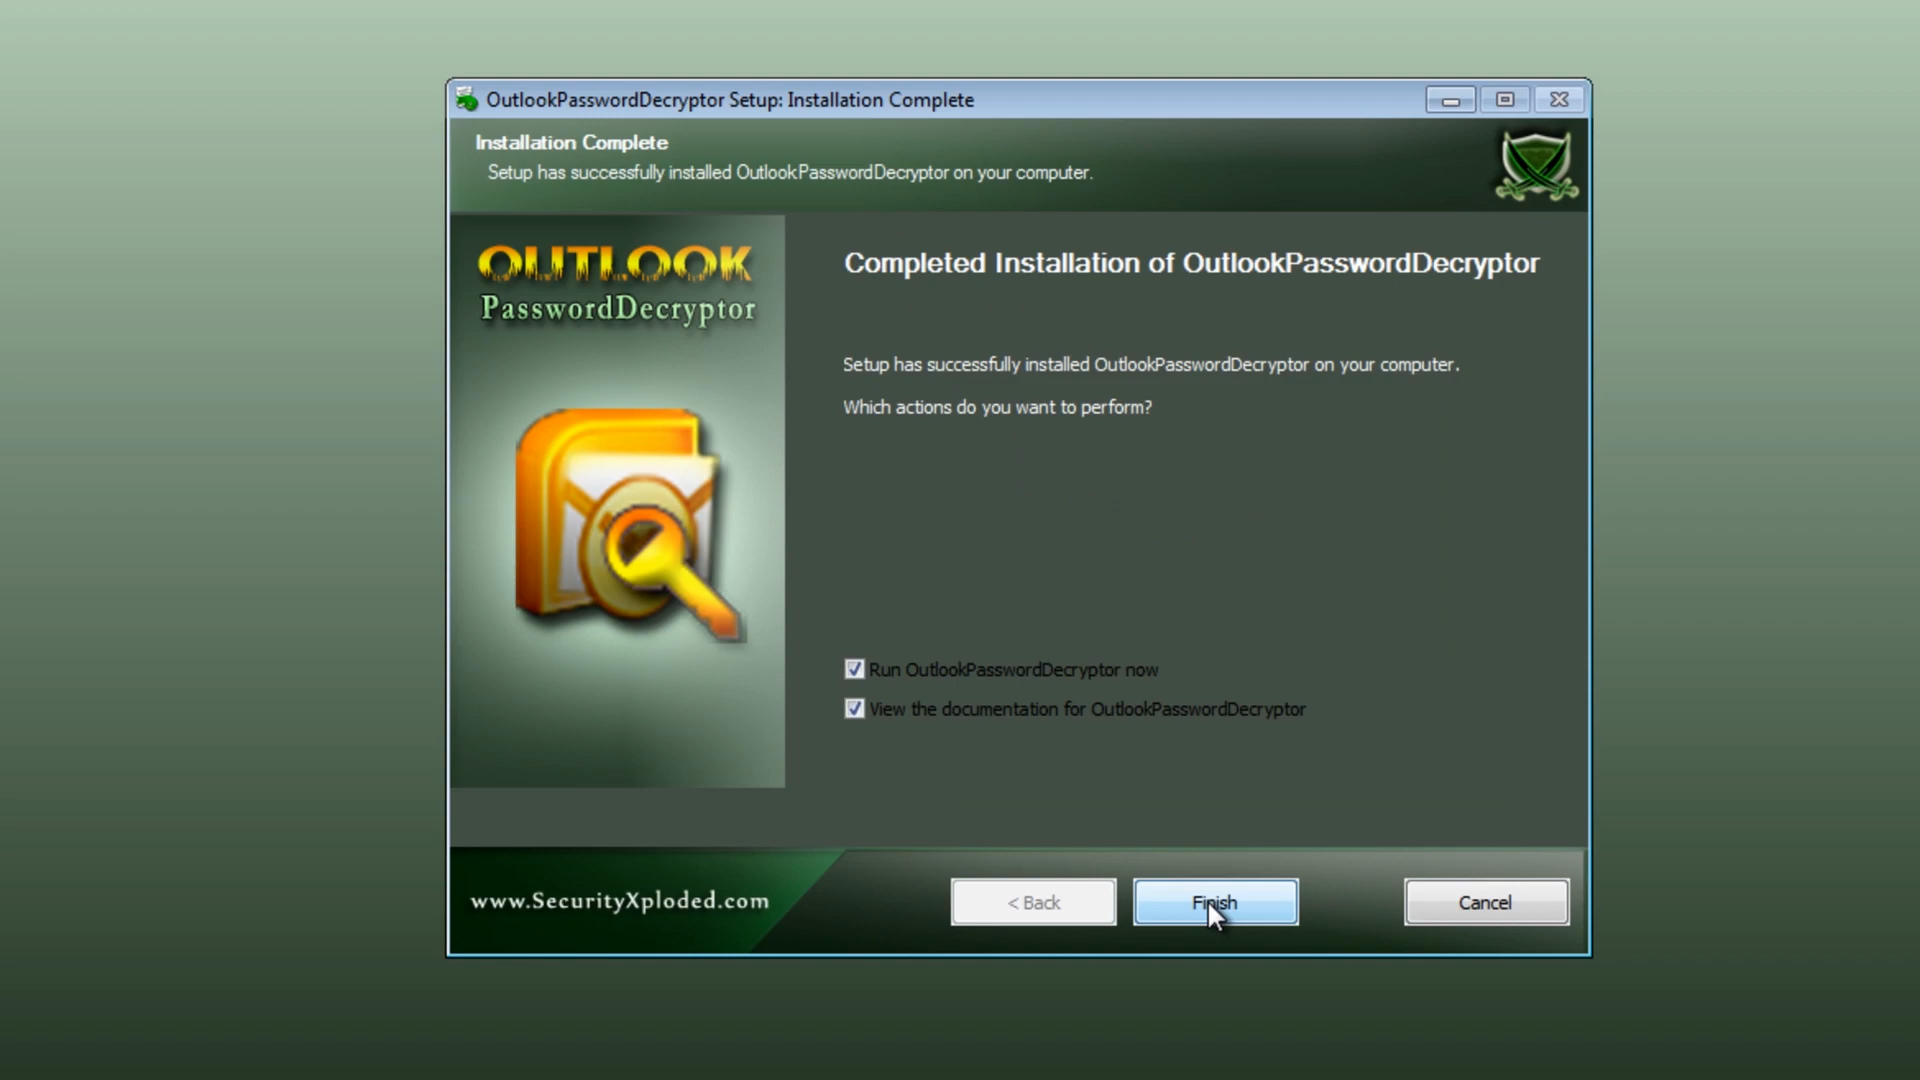 OutlookPasswordDecryptor Setup: Installation Complete
Installation Complete
Setup has successfully installed OutlookPasswordDecryptor on your computer.
OUTLOOK
PasswordDecryptor
Completed Installation of OutlookPasswordDecryptor
Setup has successfully installed OutlookPasswordDecryptor on your computer.
Which actions do you want to perform?
Run OutlookPasswordDecryptor now
View the documentation for OutlookPasswordDecryptor
www.SecurityXploded.com
< Back
Finish
Cancel